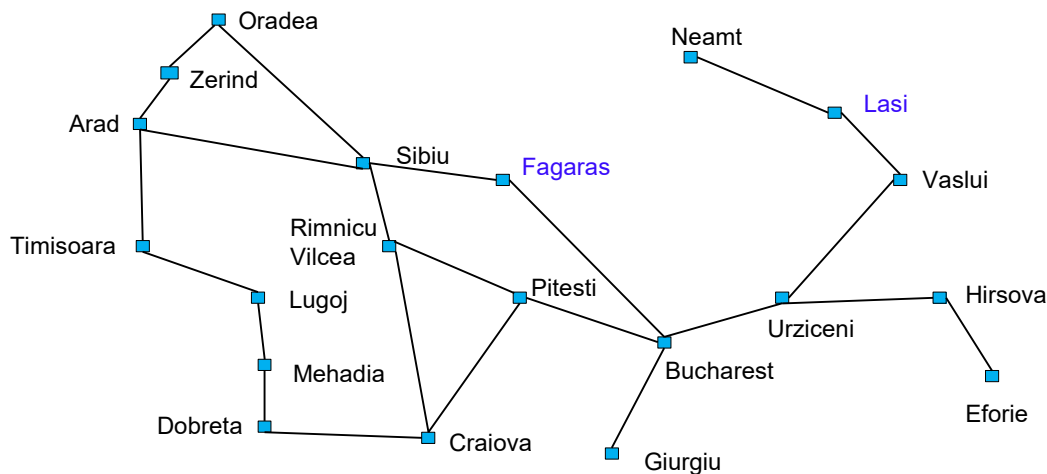 Oradea
Neamt
Zerind
Lasi
Arad
Sibiu
Fagaras
Vaslui
Rimnicu
Vilcea
Timisoara
Pitesti
Lugoj
Hirsova
Urziceni
Mehadia
Bucharest
Dobreta
Craiova
Eforie
Giurgiu